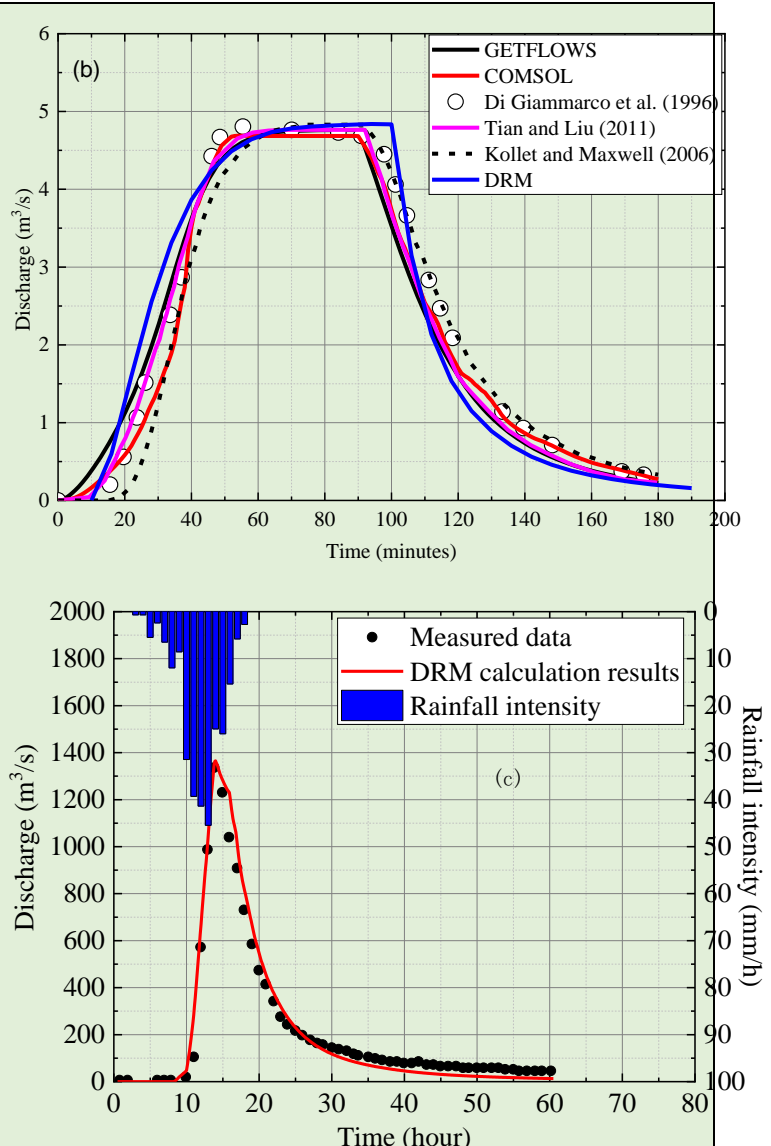 (b)
GETFLOWS
COMSOL
Di Giammarco et al. (1996)
Tian and Liu (2011)
Kollet and Maxwell (2006)
DRM
Discharge (m³/s)
6
5
4
3
2
1
0
0 20 40 60 80 100 120 140 160 180 200
Time (minutes)
Measured data
DRM calculation results
Rainfall intensity
(c)
Discharge (m³/s)
2000
1800
1600
1400
1200
1000
800
600
400
200
0
0
10
20
30
40
50
60
70
80
90
100
Rainfall intensity (mm/h)
0 10 20 30 40 50 60 70 80
Time (hour)